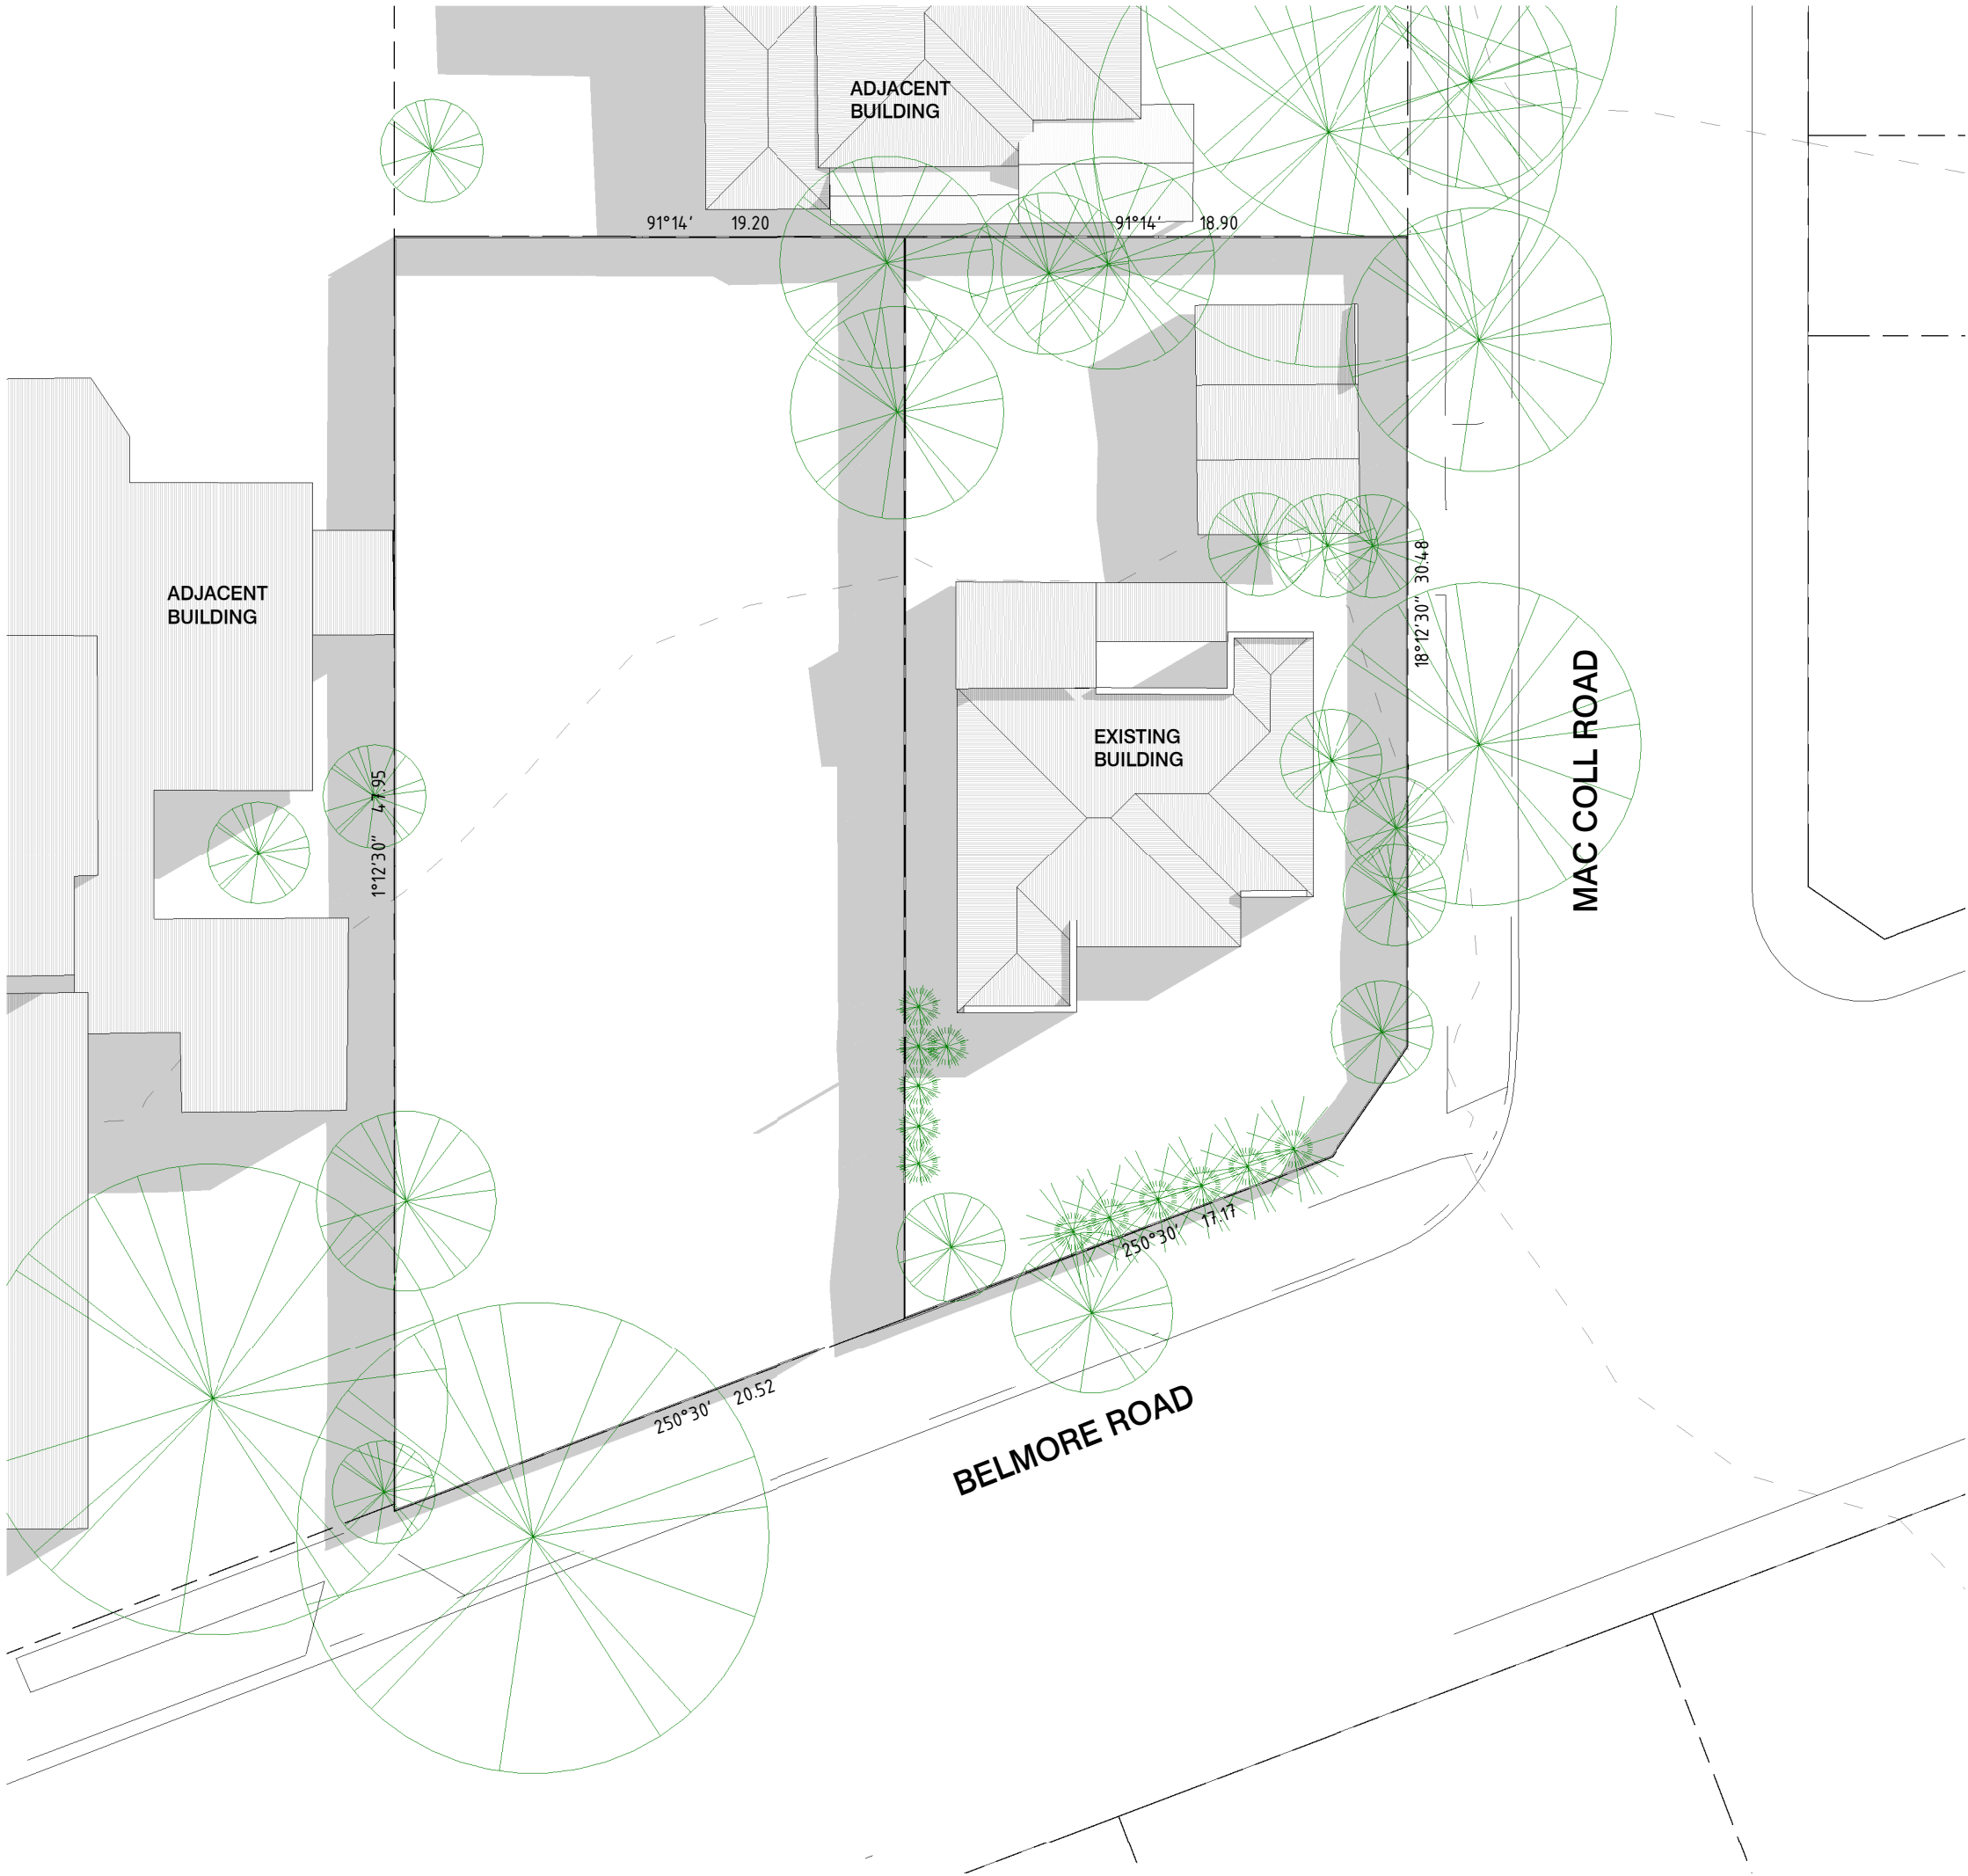 ADJACENT
BUILDING
91°14' 19.20
91°14' 18.90
18°12'30" 30.48
ADJACENT
BUILDING
MAC COLL ROAD
EXISTING
BUILDING
1°12'30" 47.95
250°30' 17.17
250°30' 20.52
BELMORE ROAD